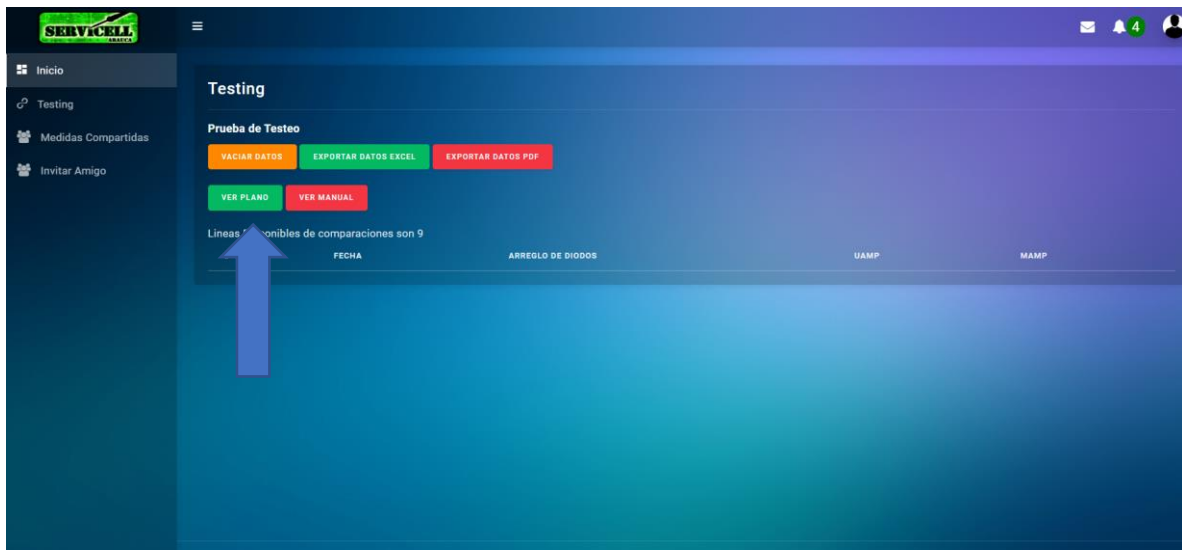 SERVICELL
ARAUCA
4
Inicio
Testing
Medidas Compartidas
Invitar Amigo
Testing
Prueba de Testeo
VACIAR DATOS EXPORTAR DATOS EXCEL EXPORTAR DATOS PDF
VER PLANO VER MANUAL
Lineas de comparaciones son 9
FECHA ARREGLO DE DIODOS UAMP MAMP